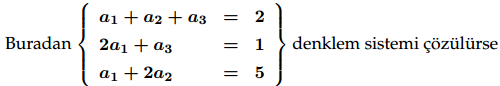 a₁ + a₂ + a₃ = 2
Buradan { 2a₁ + a₃ = 1 } denklem sistemi çözülürse
a₁ + 2a₂ = 5